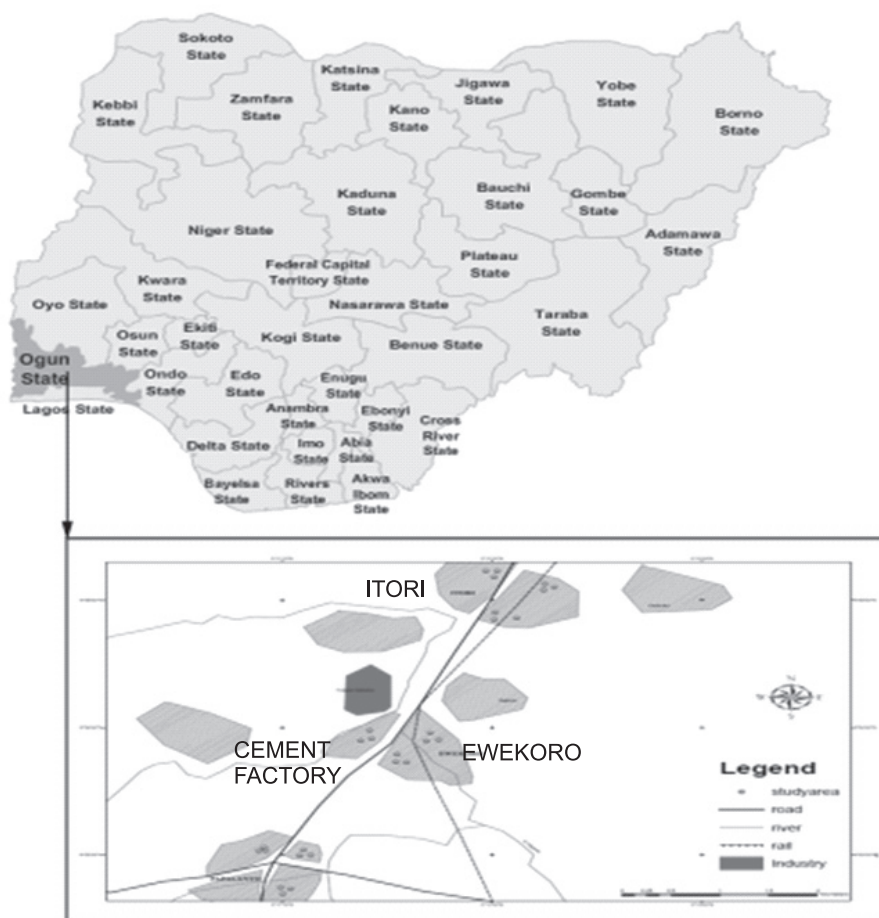 Sokoto
State
Katsina
State
Jigawa
State
Yobe
State
Kebbi
State
Zamfara
State
Kano
State
Borno
State
Kaduna
State
Bauchi
State
Gombe
State
Niger State
Adamawa
State
Plateau
State
Federal Capital
Territory State
Kwara
State
Oyo State
Nasarawa State
Taraba
State
Osun
State
Ekiti
State
Kogi State
Benue State
Ogun
State
Ondo
State
Edo
State
Enugu
State
Lagos State
Anambra
State
Ebonyi
State
Cross
River
State
Delta State
Imo
State
Abia
State
Bayelsa
State
Rivers
State
Akwa
Ibom
State
ITORI
N
W E
S
CEMENT
FACTORY
EWEKORO
Legend
studyarea
road
river
rail
Industry